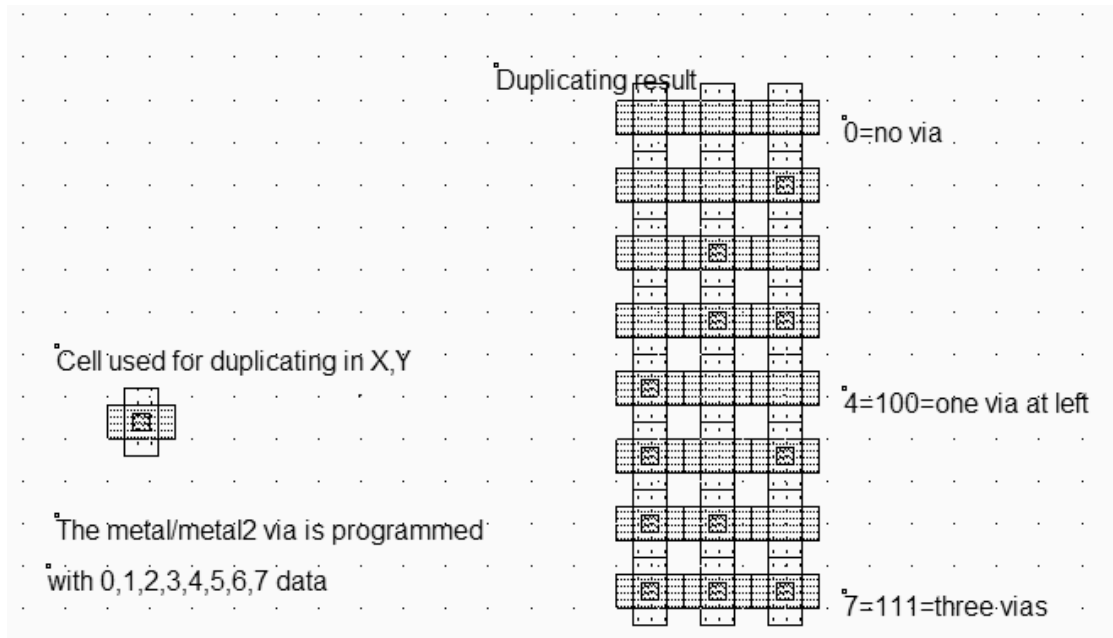 Duplicating result
0=no via
Cell used for duplicating in X,Y
4=100=one via at left
The metal/metal2 via is programmed
with 0,1,2,3,4,5,6,7 data
7=111=three vias